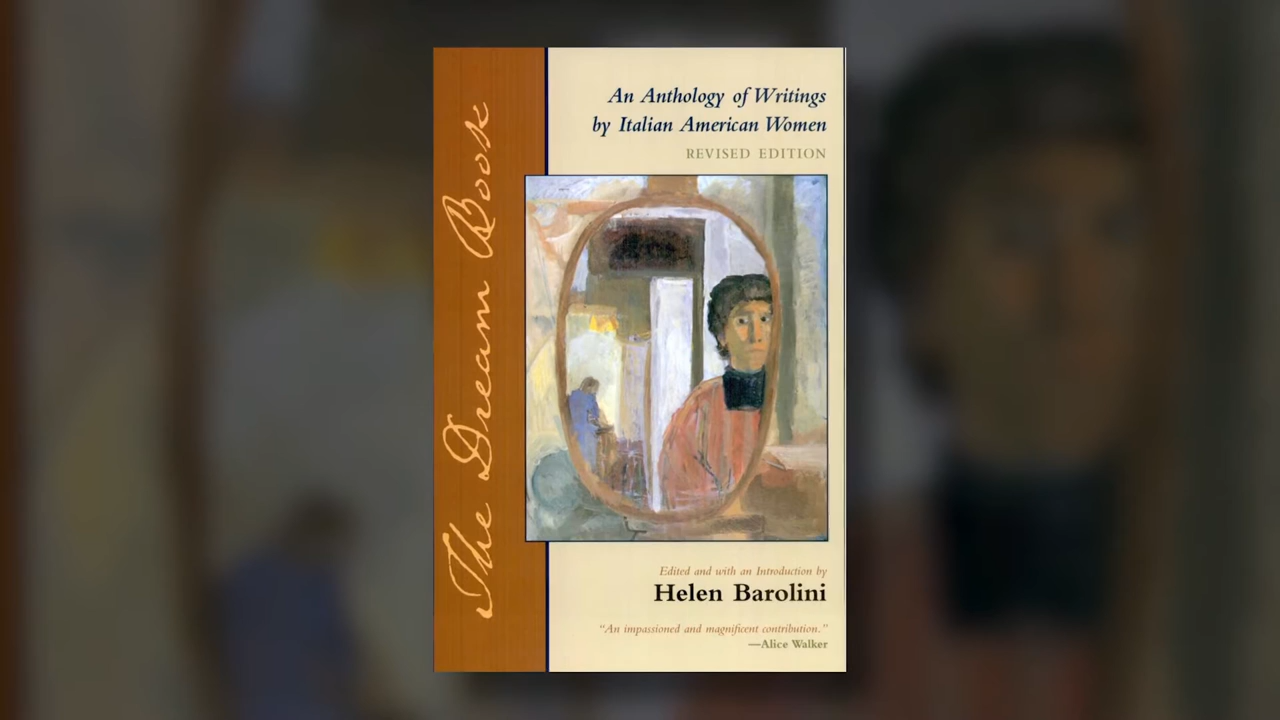 The Dream Book
An Anthology of Writings
by Italian American Women
REVISED EDITION
Edited and with an Introduction by
Helen Barolini
“An impassioned and magnificent contribution.”
—Alice Walker